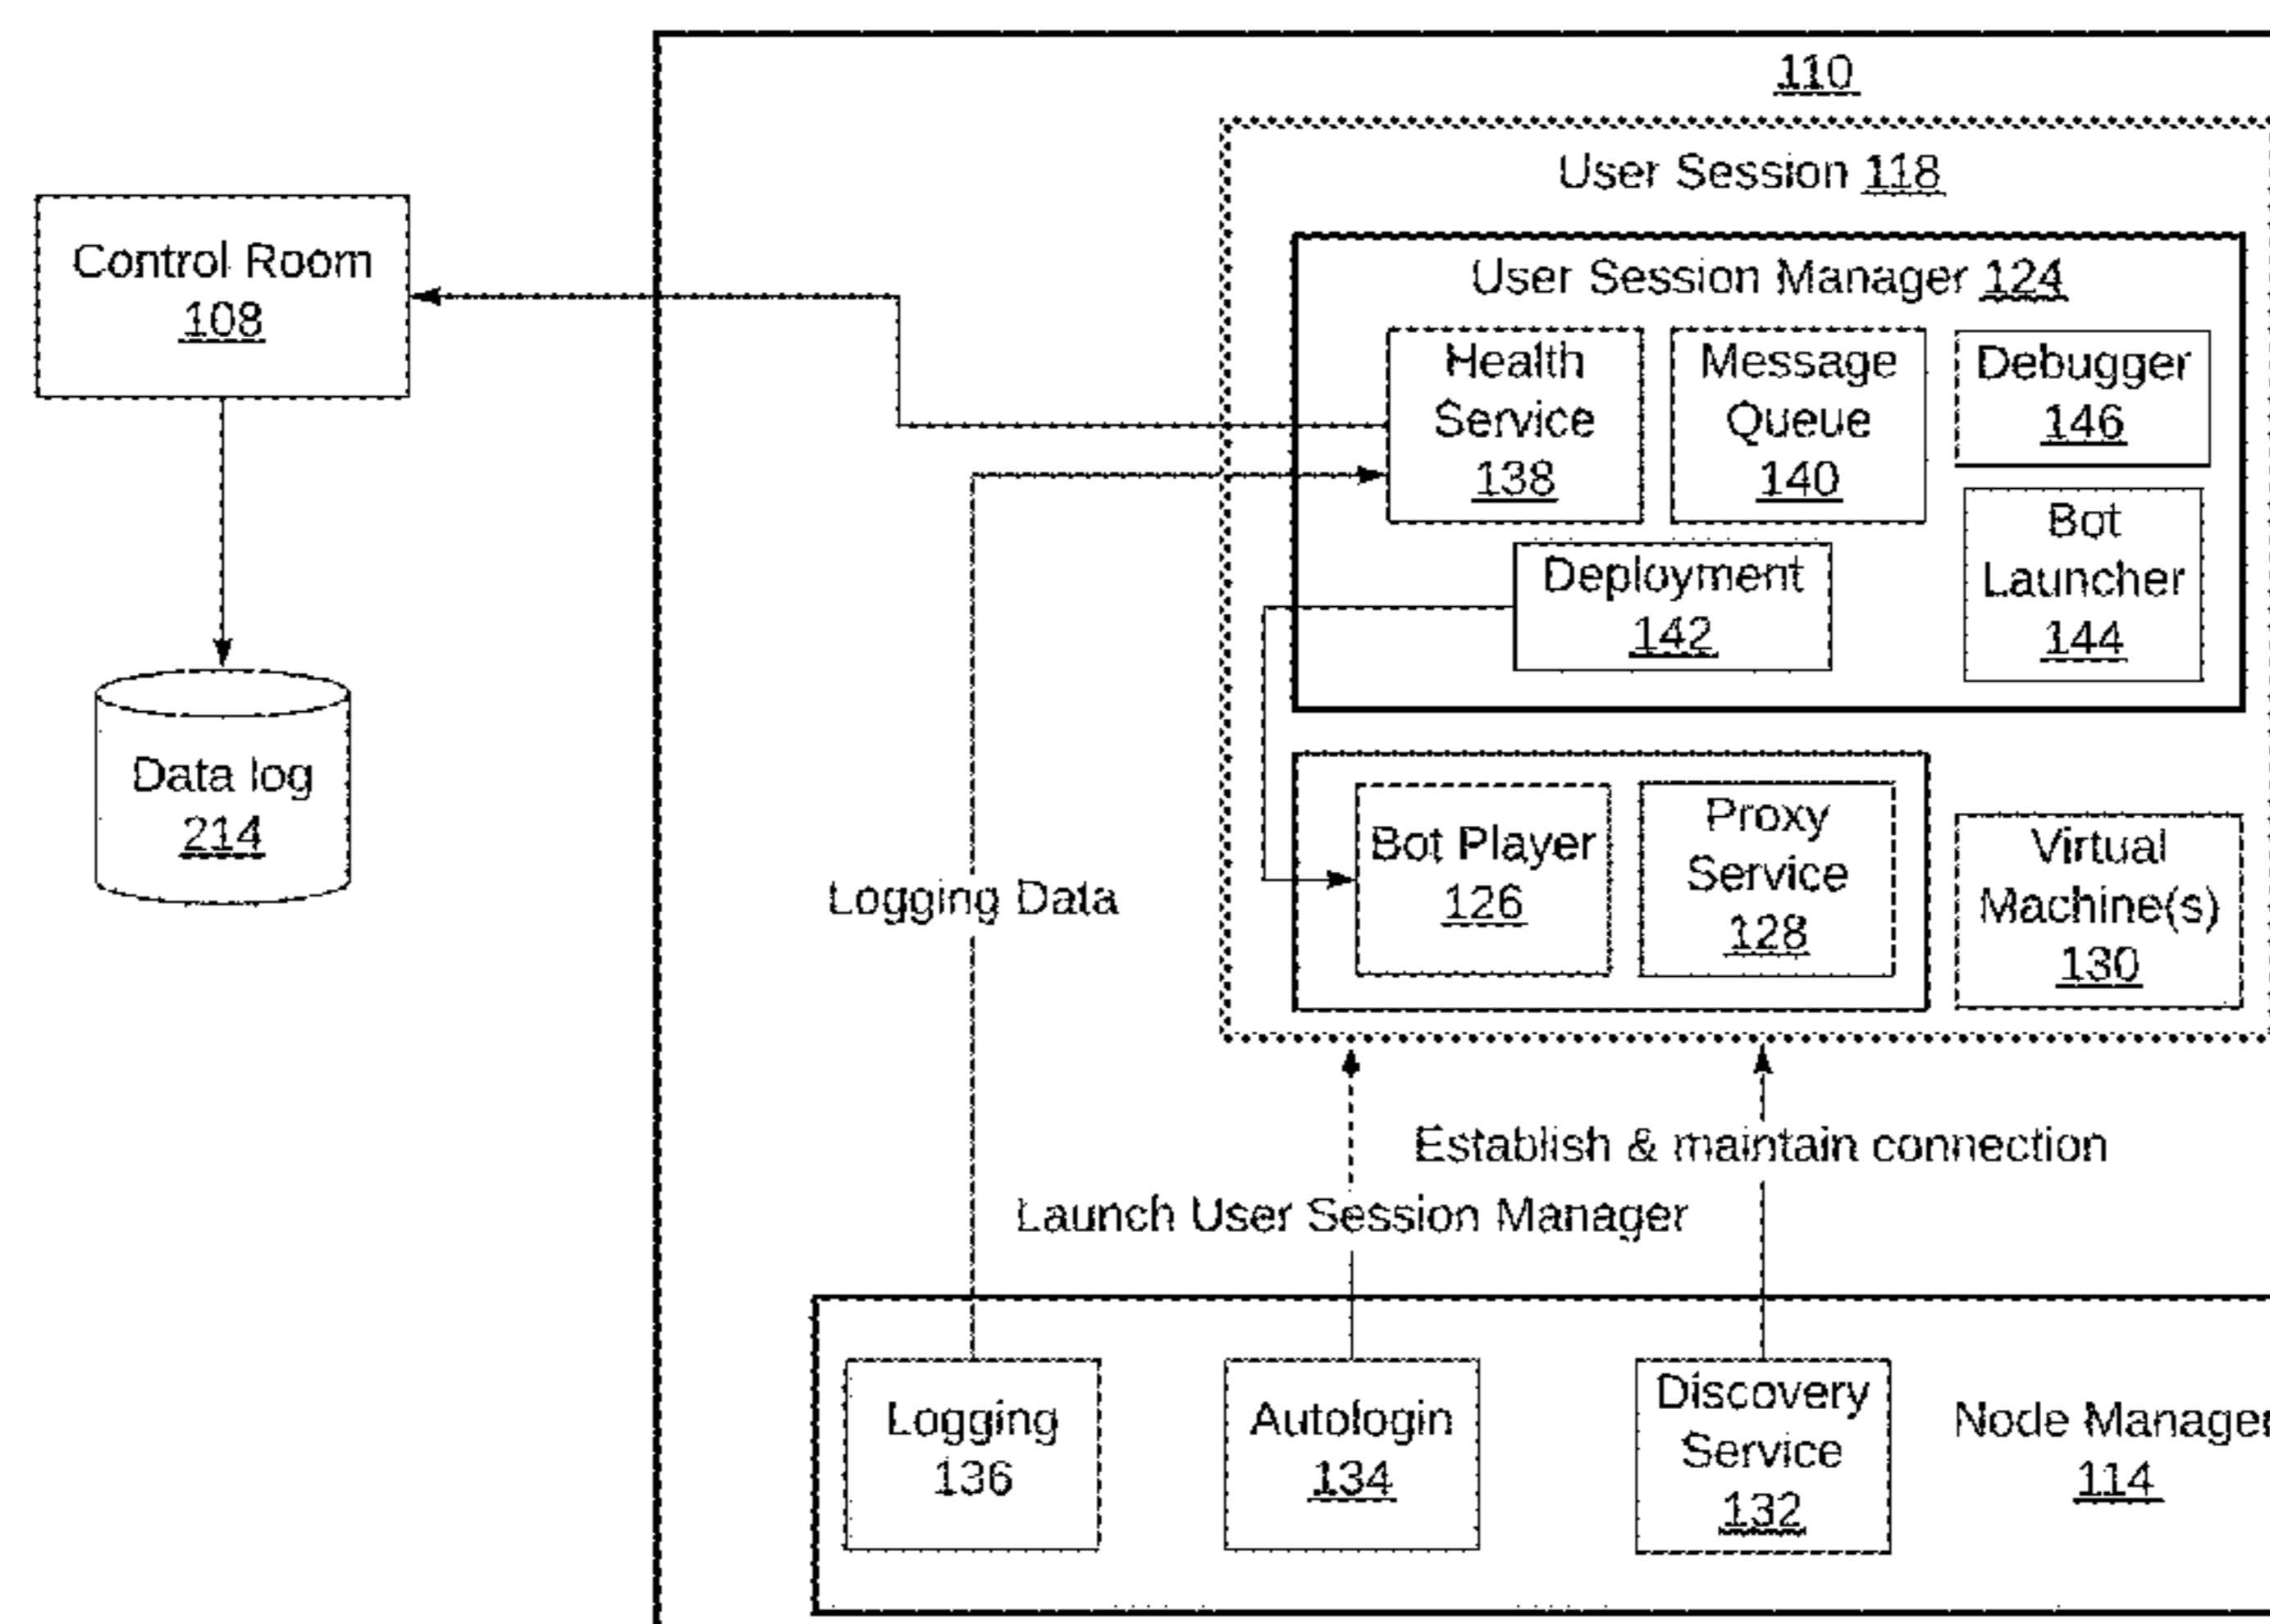 110
User Session 118
Control Room
108
User Session Manager 124
Health
Service
138
Message
Queue
140
Debugger
146
Bot
Launcher
144
Deployment
142
Data log
214
Bot Player
126
Proxy
Service
128
Virtual
Machine(s)
130
Logging Data
Establish & maintain connection
Launch User Session Manager
Logging
136
Autologin
134
Discovery
Service
132
Node Manager
114